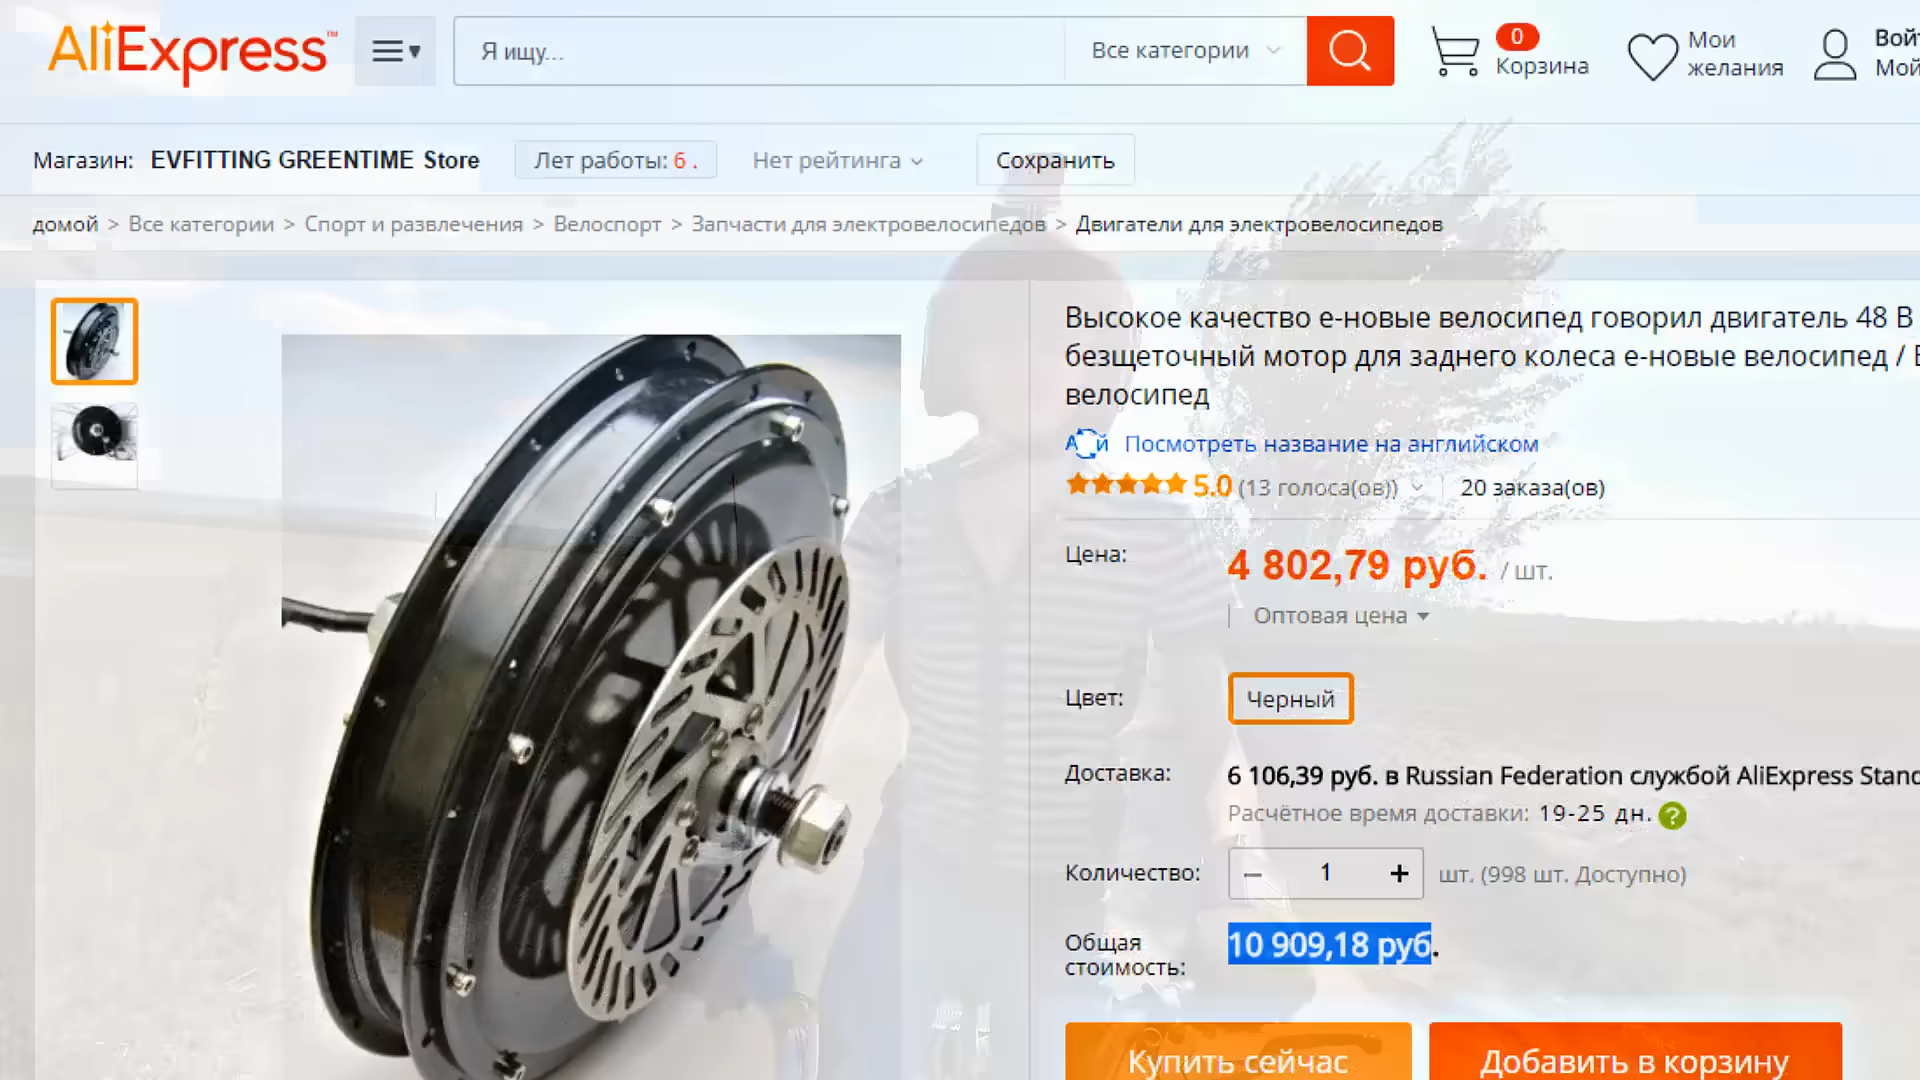 AliExpress™
Я ищу...
Все категории
0
Корзина
Мои
желания
Магазин: EVFITTING GREENTIME Store
Лет работы: 6 .
Нет рейтинга
Сохранить
домой > Все категории > Спорт и развлечения > Велоспорт > Запчасти для электровелосипедов > Двигатели для электровелосипедов
Высокое качество е-новые велосипед говорил двигатель 48 В
безщеточный мотор для заднего колеса е-новые велосипед /
велосипед
Посмотреть название на английском
5.0 (13 голоса(ов)) 20 заказа(ов)
Цена:
4 802,79 руб. / шт.
Оптовая цена
Цвет:
Черный
Доставка:
6 106,39 руб. в Russian Federation службой AliExpress
Расчётное время доставки: 19-25 дн. ?
Количество:
– 1 + шт. (998 шт. Доступно)
Общая
стоимость:
10 909,18 руб.
Купить сейчас
Добавить в корзину